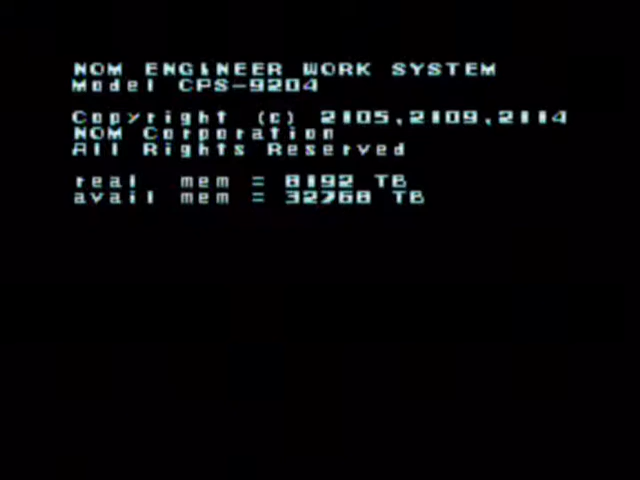 NOM ENGINEER WORK SYSTEM
Model CPS-9204
Copyright (c) 2105,2109,2114
NOM Corporation
All Rights Reserved
real mem = 8192 TB
avail mem = 32768 TB